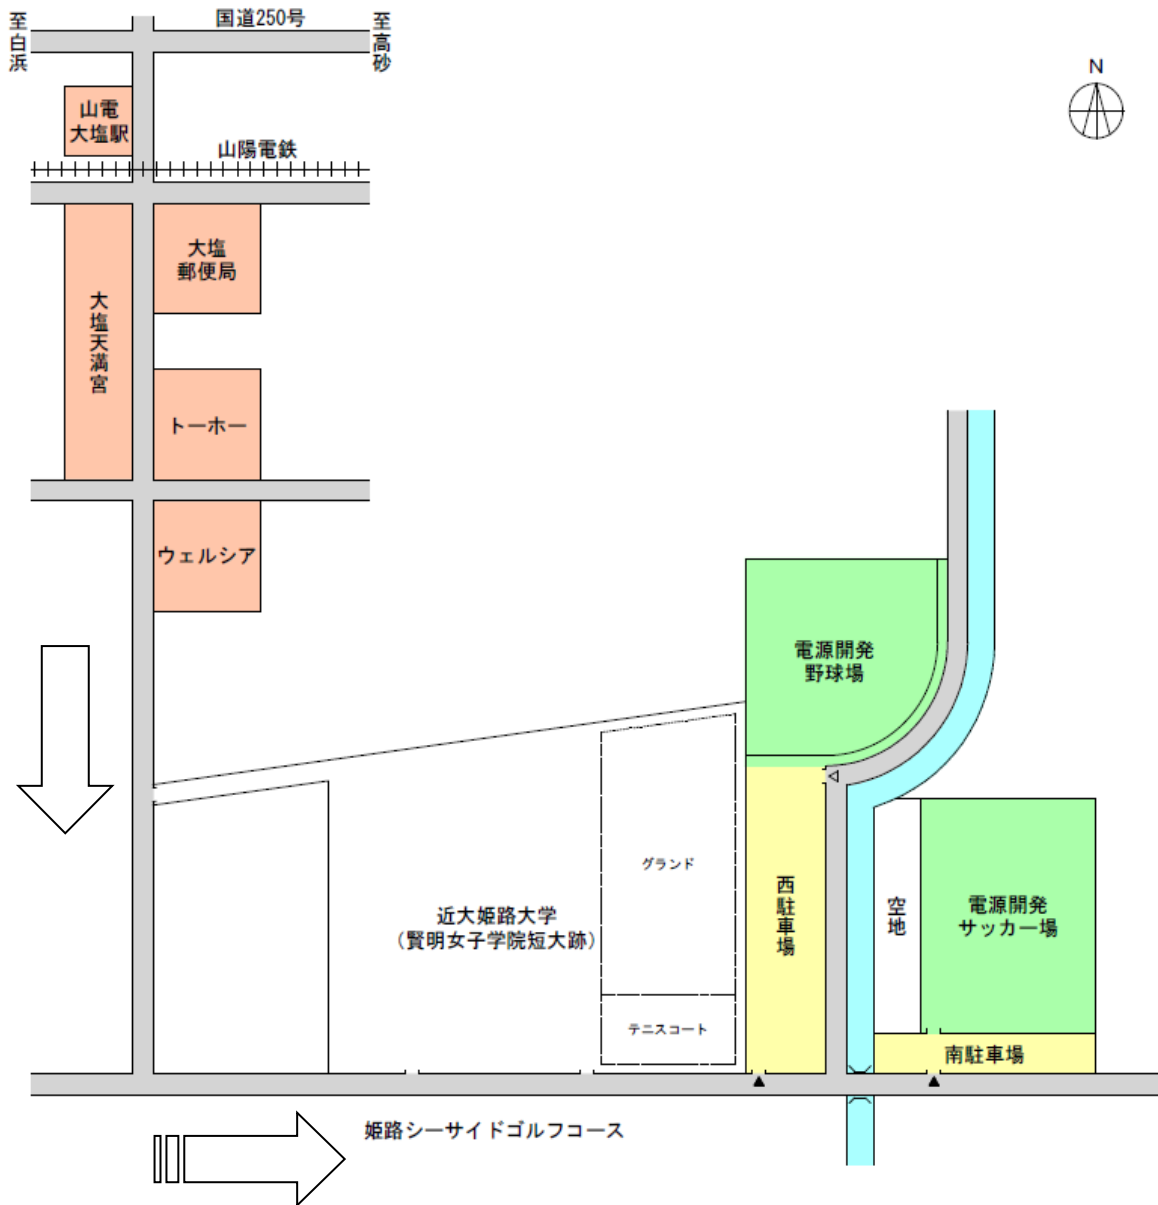 至白浜
国道250号
至高砂
N
山電
大塩駅
山陽電鉄
大塩
郵便局
大塩天満宮
トーホー
ウェルシア
電源開発
野球場
グランド
西駐車場
空地
電源開発
サッカー場
近大姫路大学
（賢明女子学院短大跡）
テニスコート
南駐車場
姫路シーサイドゴルフコース